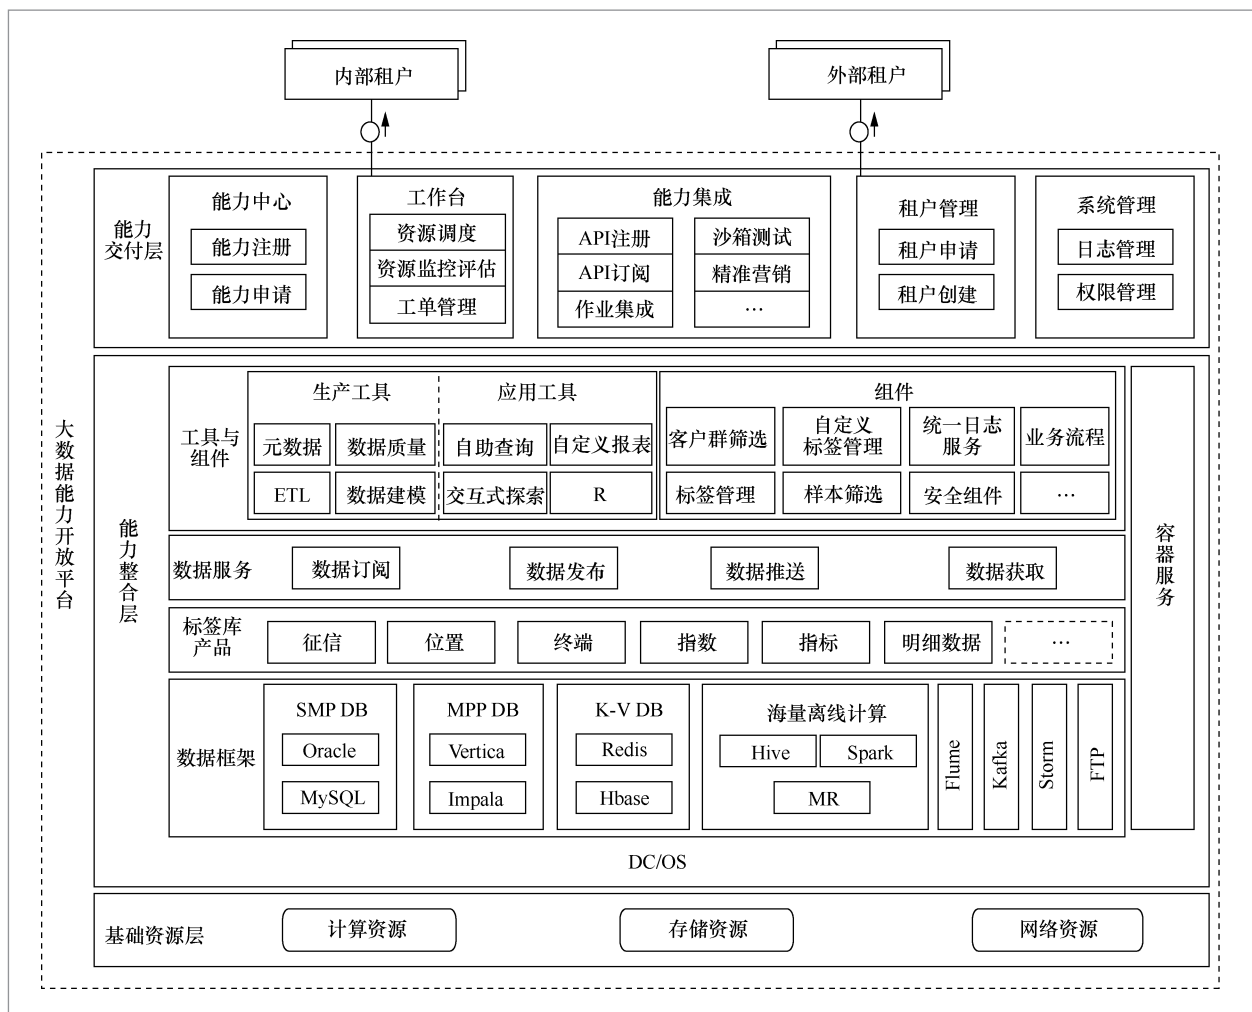 内部租户
外部租户
大数据能力开放平台
能力
交付层
能力中心
能力注册
能力申请
工作台
资源调度
资源监控评估
工单管理
能力集成
API注册
API订阅
作业集成
沙箱测试
精准营销
…
租户管理
租户申请
租户创建
系统管理
日志管理
权限管理
能力整合层
工具与
组件
生产工具
元数据
数据质量
ETL
数据建模
应用工具
自助查询
自定义报表
交互式探索
R
组件
客户群筛选
自定义
标签管理
统一日志
服务
业务流程
标签管理
样本筛选
安全组件
…
数据服务
数据订阅
数据发布
数据推送
数据获取
标签库
产品
征信
位置
终端
指数
指标
明细数据
…
数据框架
SMP DB
Oracle
MySQL
MPP DB
Vertica
Impala
K-V DB
Redis
Hbase
海量离线计算
Hive
Spark
MR
Flume
Kafka
Storm
FTP
容器服务
DC/OS
基础资源层
计算资源
存储资源
网络资源